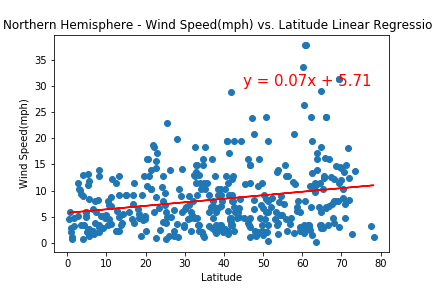 Northern Hemisphere - Wind Speed(mph) vs. Latitude Linear Regressio
35
30
25
20
15
10
5
0
Wind Speed(mph)
y = 0.07x + 5.71
0 10 20 30 40 50 60 70 80
Latitude